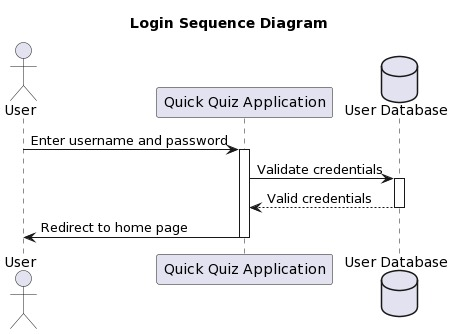 Login Sequence Diagram
User
Quick Quiz Application
User Database
Enter username and password
Validate credentials
Valid credentials
Redirect to home page
User
Quick Quiz Application
User Database